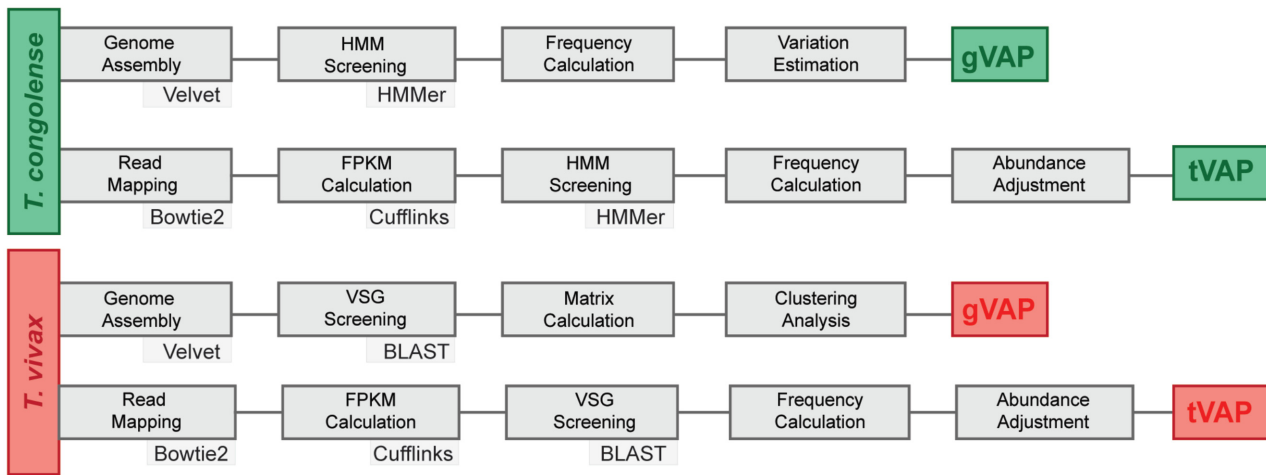 T. congolense
Genome
Assembly
Velvet
HMM
Screening
HMMer
Frequency
Calculation
Variation
Estimation
gVAP
Read
Mapping
Bowtie2
FPKM
Calculation
Cufflinks
HMM
Screening
HMMer
Frequency
Calculation
Abundance
Adjustment
tVAP
T. vivax
Genome
Assembly
Velvet
VSG
Screening
BLAST
Matrix
Calculation
Clustering
Analysis
gVAP
Read
Mapping
Bowtie2
FPKM
Calculation
Cufflinks
VSG
Screening
BLAST
Frequency
Calculation
Abundance
Adjustment
tVAP